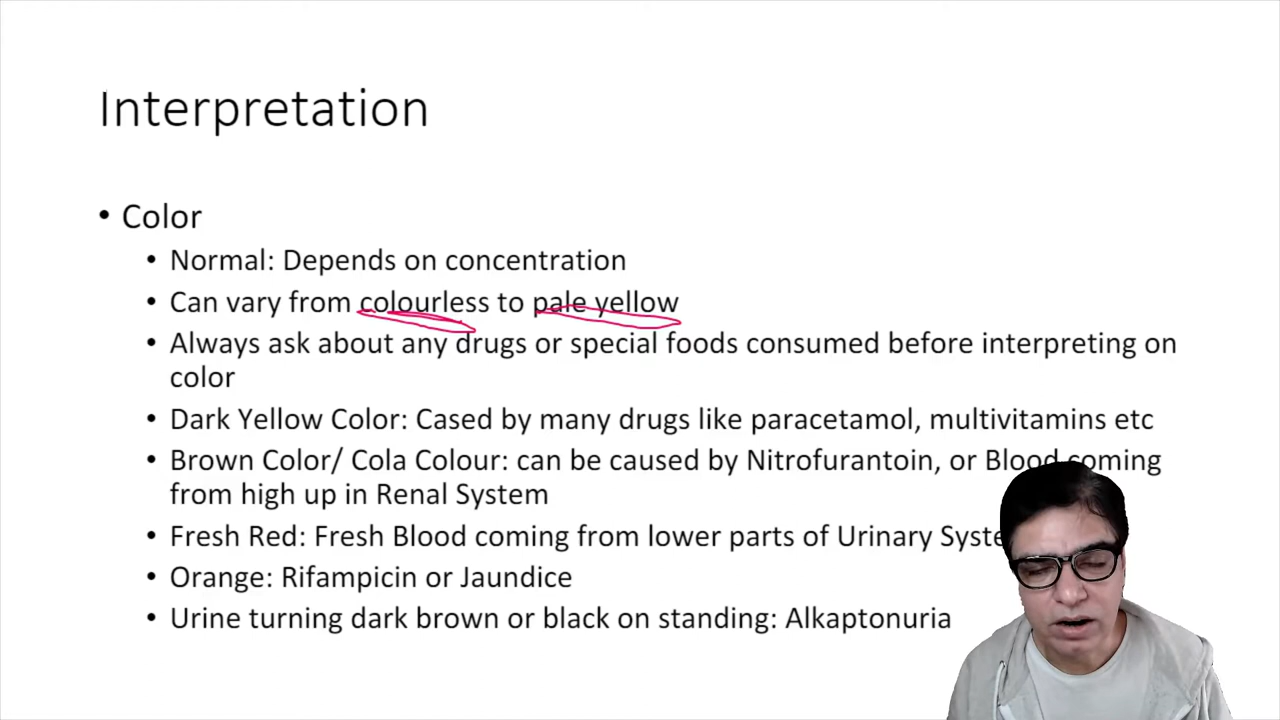 Interpretation
• Color
• Normal: Depends on concentration
• Can vary from colourless to pale yellow
• Always ask about any drugs or special foods consumed before interpreting on
color
• Dark Yellow Color: Cased by many drugs like paracetamol, multivitamins etc
• Brown Color/ Cola Colour: can be caused by Nitrofurantoin, or Blood coming
from high up in Renal System
• Fresh Red: Fresh Blood coming from lower parts of Urinary
• Orange: Rifampicin or Jaundice
• Urine turning dark brown or black on standing: Alkaptonuria